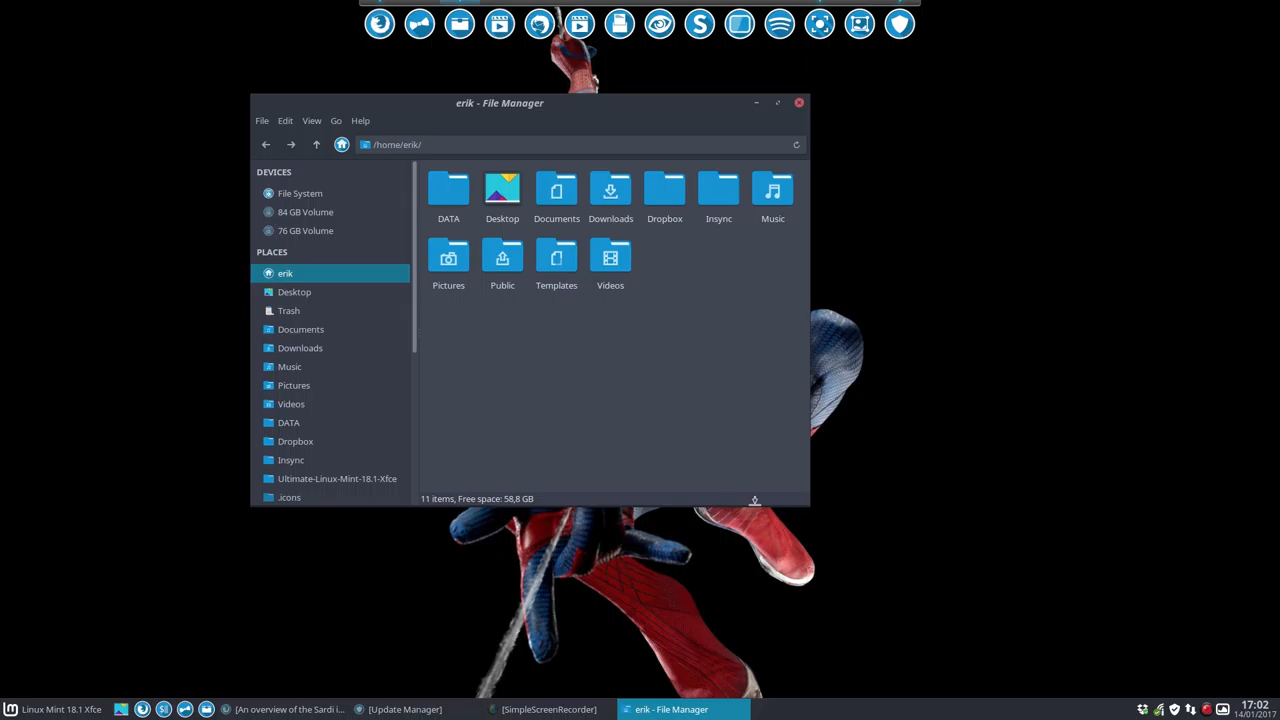 erik - File Manager
File Edit View Go Help
/home/erik/
DEVICES
File System
84 GB Volume
76 GB Volume
PLACES
erik
Desktop
Trash
Documents
Downloads
Music
Pictures
Videos
DATA
Dropbox
Insync
Ultimate-Linux-Mint-18.1-Xfce
.icons
DATA Desktop Documents Downloads Dropbox Insync Music
Pictures Public Templates Videos
11 items, Free space: 58,8 GB
Linux Mint 18.1 Xfce [An overview of the Sardi i... [Update Manager] [SimpleScreenRecorder] erik - File Manager 17:02
14/01/2017